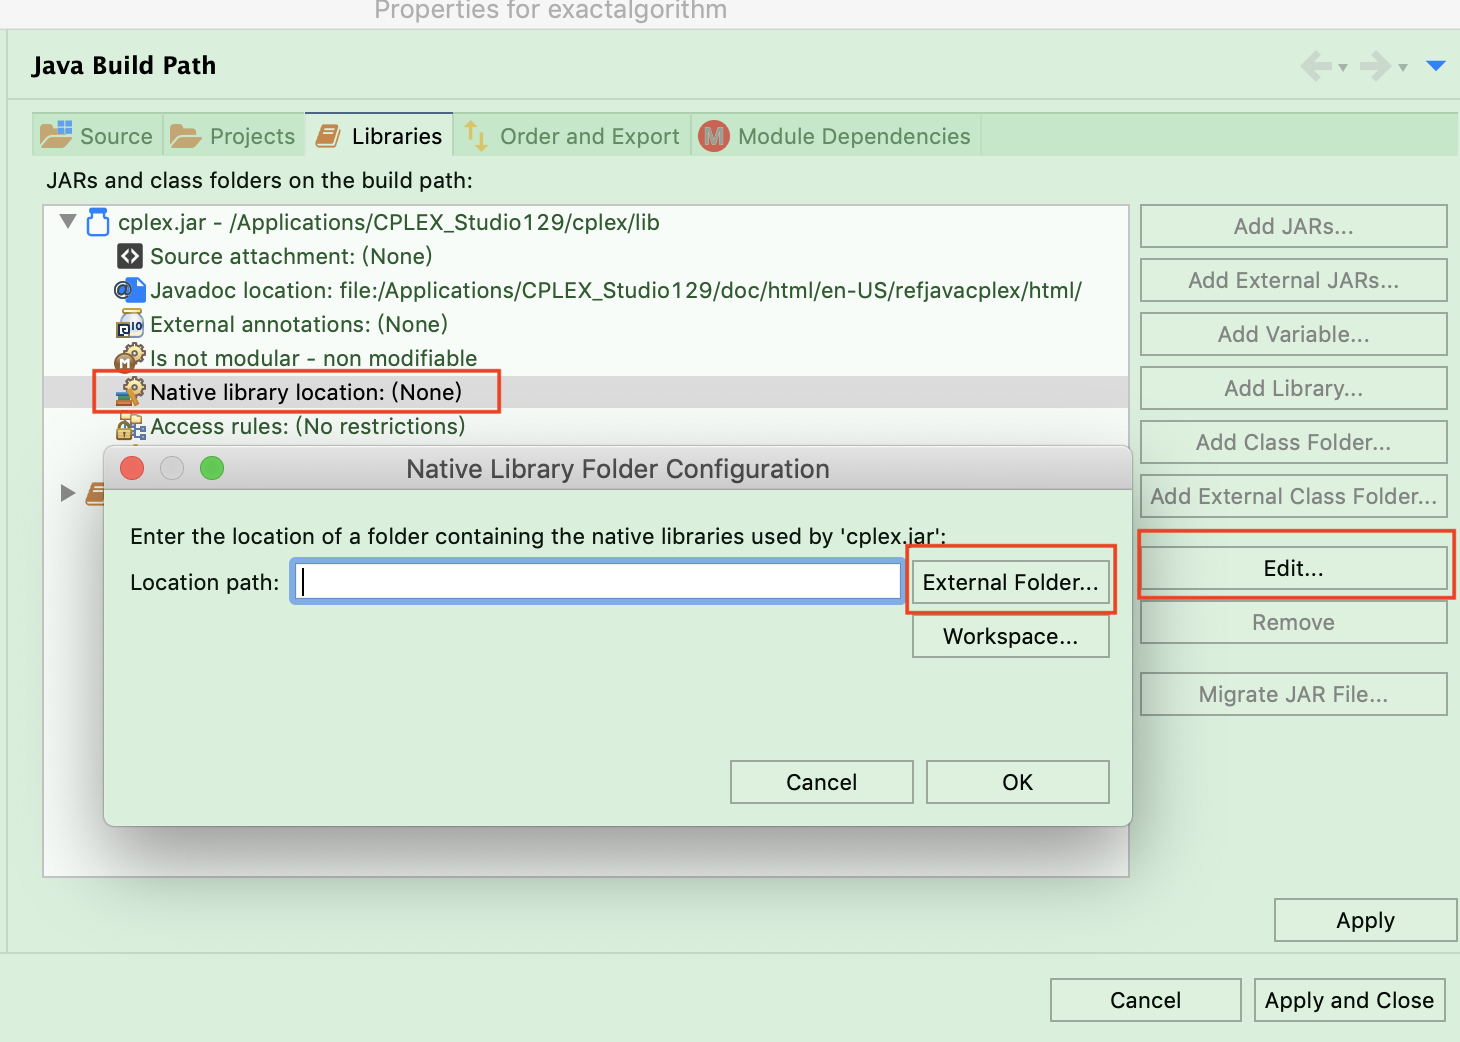 Properties for exactalgorithm
Java Build Path
Source Projects Libraries Order and Export Module Dependencies
JARs and class folders on the build path:
cplex.jar - /Applications/CPLEX_Studio129/cplex/lib
Source attachment: (None)
Javadoc location: file:/Applications/CPLEX_Studio129/doc/html/en-US/refjavacplex/html/
External annotations: (None)
Is not modular - non modifiable
Native library location: (None)
Access rules: (No restrictions)
Add JARs...
Add External JARs...
Add Variable...
Add Library...
Add Class Folder...
Add External Class Folder...
Edit...
Remove
Migrate JAR File...
Native Library Folder Configuration
Enter the location of a folder containing the native libraries used by 'cplex.jar':
Location path: External Folder...
Workspace...
Cancel OK
Apply
Cancel Apply and Close